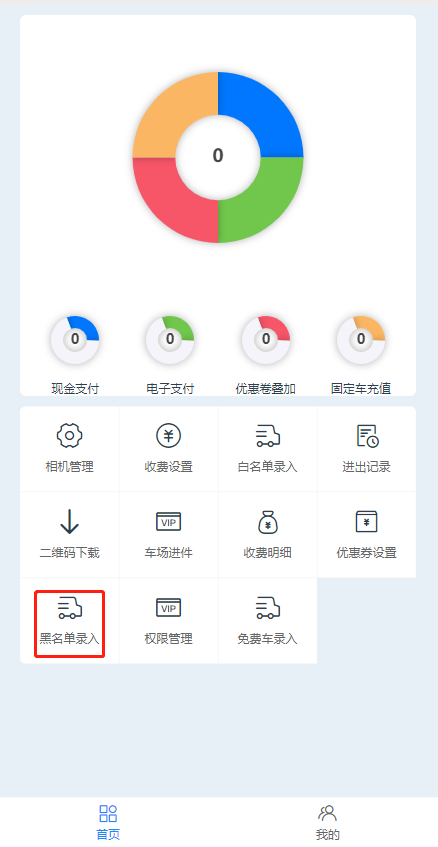 0
0 0 0 0
现金支付 电子支付 优惠卷叠加 固定车充值
¥
相机管理 收费设置 白名单录入 进出记录
VIP ¥ ¥
二维码下载 车场进件 收费明细 优惠券设置
VIP
黑名单录入 权限管理 免费车录入
首页 我的